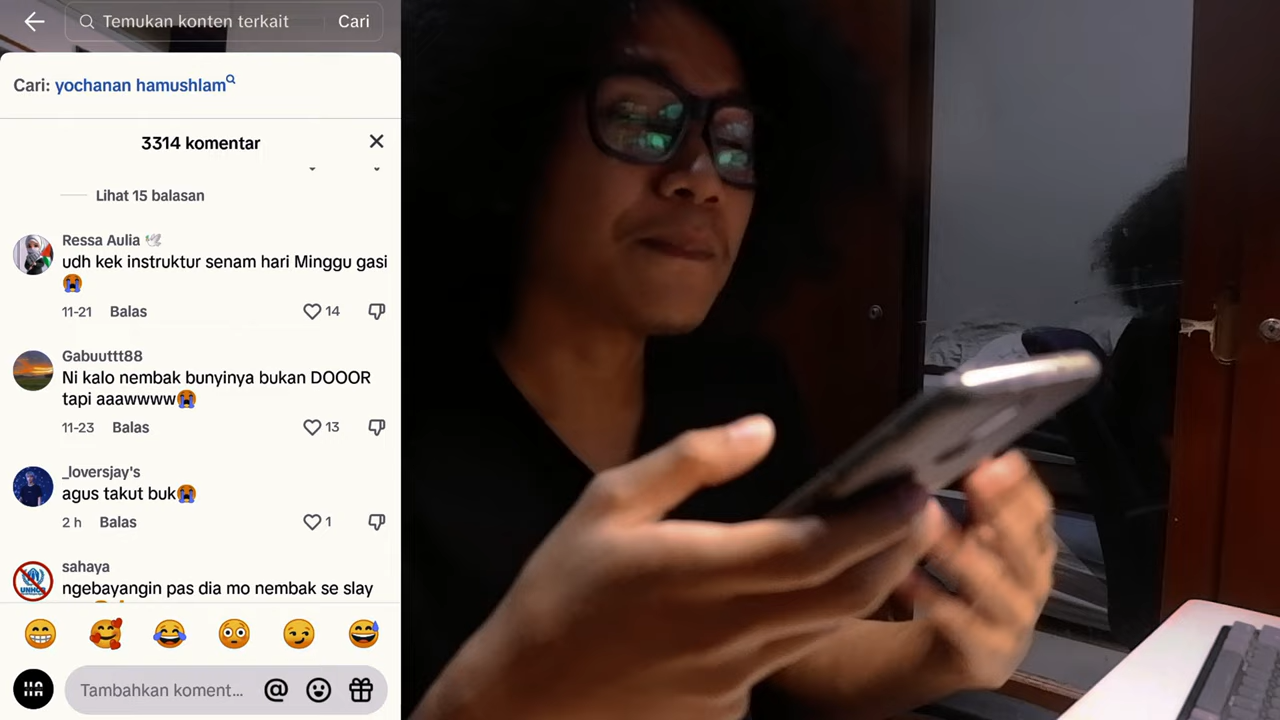 Temukan konten terkait
Cari
Cari: yochanan hamushlam
3314 komentar
Lihat 15 balasan
Ressa Aulia
udh kek instruktur senam hari Minggu gasi
11-21 Balas 14
Gabuuttt88
Ni kalo nembak bunyinya bukan DOOOR
tapi aaawwww
11-23 Balas 13
_loversjay's
agus takut buk
2 h Balas 1
sahaya
UNHCR
ngebayangin pas dia mo nembak se slay
Tambahkan koment...